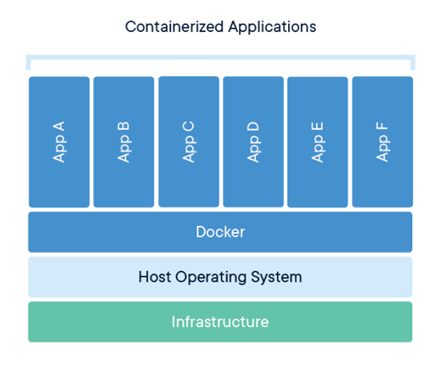 Containerized Applications
App A
App B
App C
App D
App E
App F
Docker
Host Operating System
Infrastructure